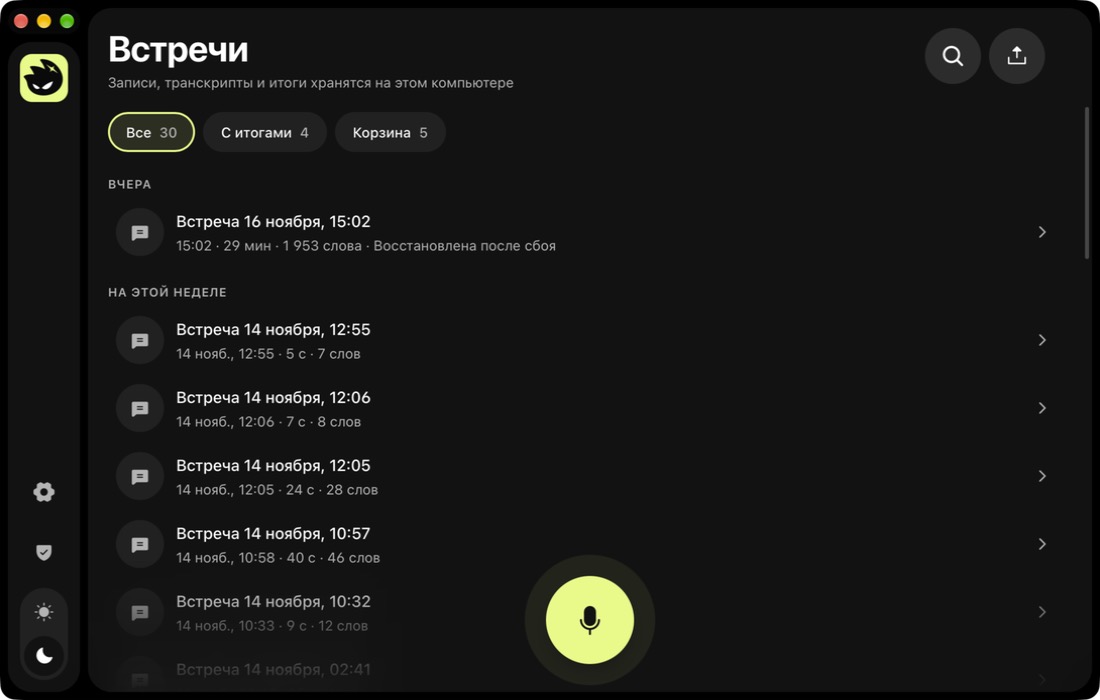 Встречи
Записи, транскрипты и итоги хранятся на этом компьютере
Все 30
С итогами 4
Корзина 5
ВЧЕРА
Встреча 16 ноября, 15:02
15:02 · 29 мин · 1 953 слова · Восстановлена после сбоя
НА ЭТОЙ НЕДЕЛЕ
Встреча 14 ноября, 12:55
14 нояб., 12:55 · 5 с · 7 слов
Встреча 14 ноября, 12:06
14 нояб., 12:06 · 7 с · 8 слов
Встреча 14 ноября, 12:05
14 нояб., 12:05 · 24 с · 28 слов
Встреча 14 ноября, 10:57
14 нояб., 10:58 · 40 с · 46 слов
Встреча 14 ноября, 10:32
14 нояб., 10:33 · 9 с · 12 слов
Встреча 14 ноября, 02:41